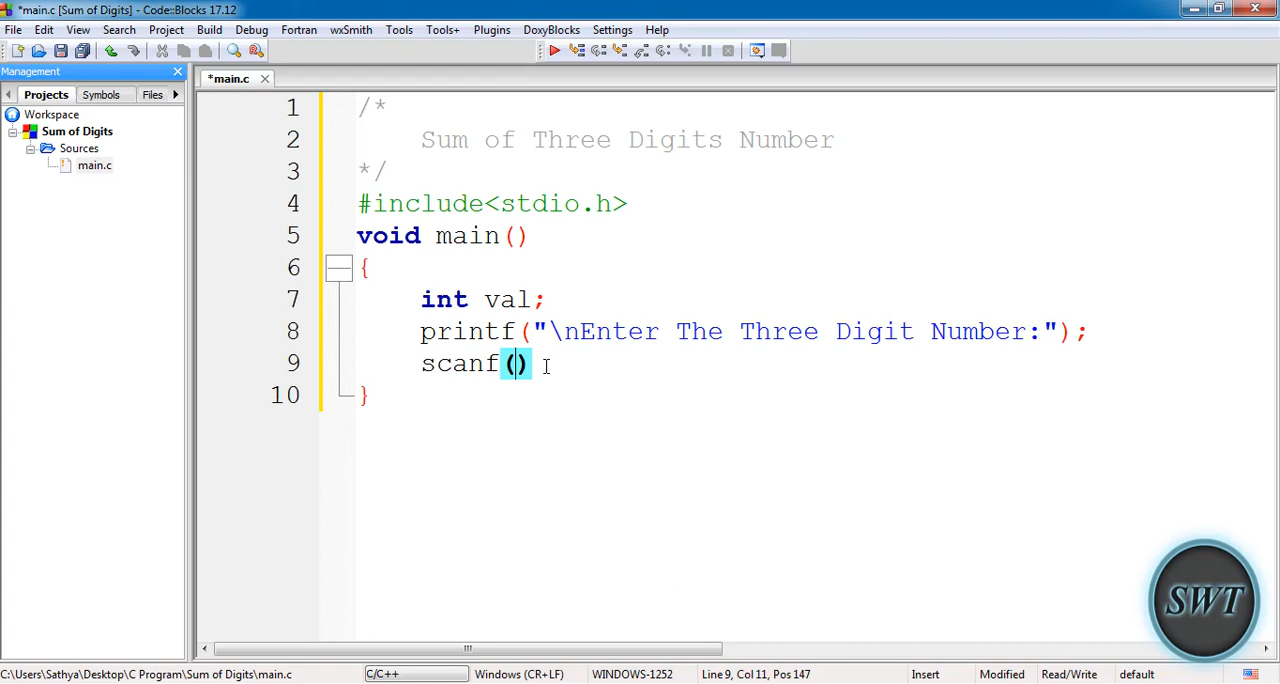 *main.c [Sum of Digits] - Code::Blocks 17.12
File Edit View Search Project Build Debug Fortran wxSmith Tools Tools+ Plugins DoxyBlocks Settings Help
Management
*main.c
Projects Symbols Files
Workspace
Sum of Digits
Sources
main.c
1 /*
2 Sum of Three Digits Number
3 */
4 #include<stdio.h>
5 void main()
6 {
7 int val;
8 printf("\nEnter The Three Digit Number:");
9 scanf()
10 }
SWT
C:\Users\Sathya\Desktop\C Program\Sum of Digits\main.c C/C++ Windows (CR+LF) WINDOWS-1252 Line 9, Col 11, Pos 147 Insert Modified Read/Write default